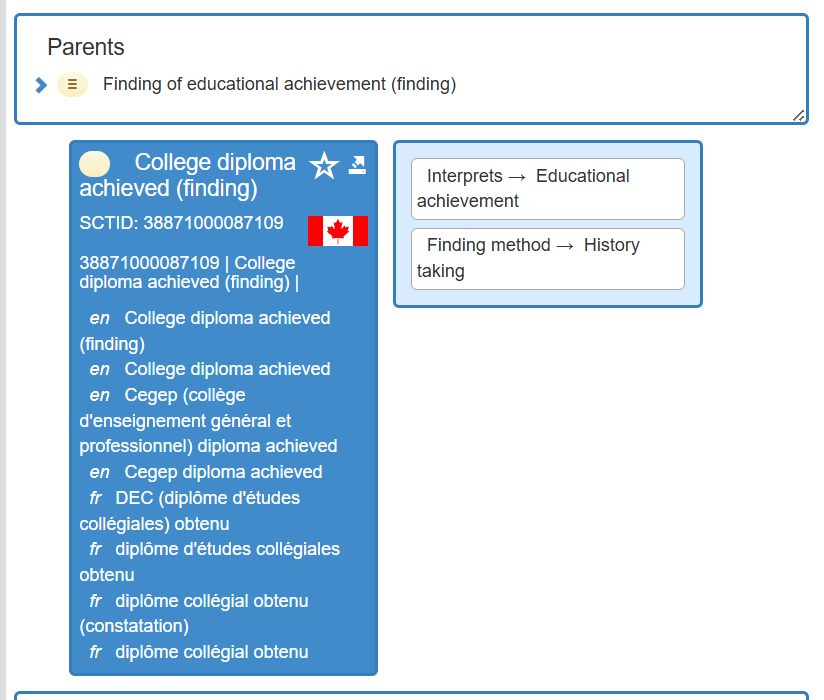 Parents
Finding of educational achievement (finding)
College diploma
achieved (finding)
SCTID: 38871000087109
38871000087109 | College
diploma achieved (finding) |
en College diploma achieved
(finding)
en College diploma achieved
en Cegep (collège
d'enseignement général et
professionnel) diploma achieved
en Cegep diploma achieved
fr DEC (diplôme d'études
collégiales) obtenu
fr diplôme d'études collégiales
obtenu
fr diplôme collégial obtenu
(constatation)
fr diplôme collégial obtenu
Interprets → Educational
achievement
Finding method → History
taking